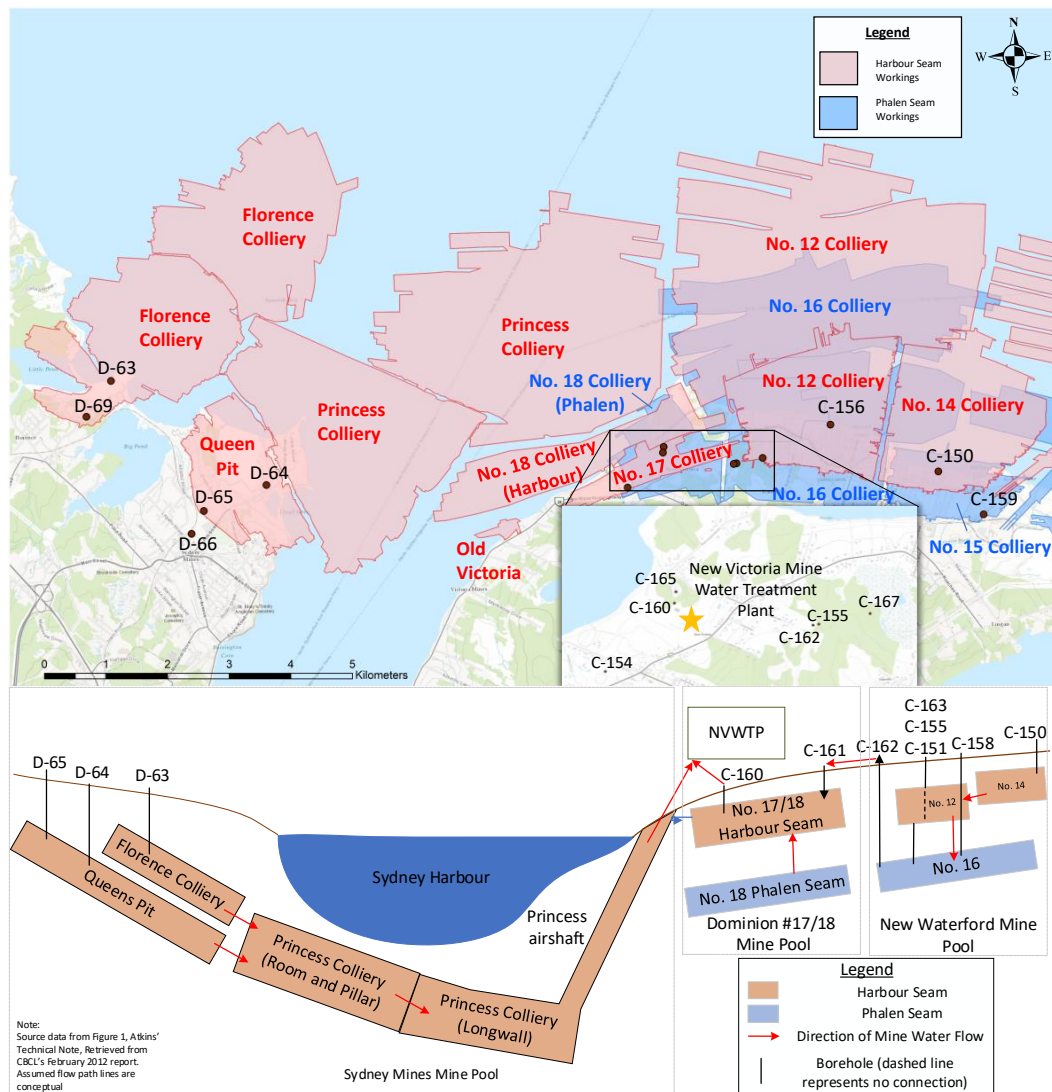 Legend
Harbour Seam
Workings
Phalen Seam
Workings
N
W
E
S
Florence
Colliery
Florence
Colliery
No. 12 Colliery
No. 16 Colliery
Princess
Colliery
No. 18 Colliery
(Phalen)
No. 12 Colliery
C-156
No. 14 Colliery
D-63
D-69
Princess
Colliery
Queen
Pit
D-64
D-65
D-66
No. 18 Colliery
(Harbour)
No. 17 Colliery
C-150
No. 16 Colliery
C-159
No. 15 Colliery
Old
Victoria
New Victoria Mine
Water Treatment
Plant
C-165
C-160
C-167
C-155
C-162
C-154
0 1 2 3 4 5
Kilometers
D-65
D-64
D-63
NVWTP
C-160
C-161
C-162
C-163
C-155
C-151
C-158
C-150
No. 14
No. 12
No. 16
No. 17/18
Harbour Seam
No. 18 Phalen Seam
Dominion #17/18
Mine Pool
New Waterford Mine
Pool
Florence Colliery
Queens Pit
Sydney Harbour
Princess
airshaft
Princess Colliery
(Room and Pillar)
Princess Colliery
(Longwall)
Sydney Mines Mine Pool
Note:
Source data from Figure 1, Atkins'
Technical Note, Retrieved from
CBCL's February 2012 report.
Assumed flow path lines are
conceptual
Legend
Harbour Seam
Phalen Seam
Direction of Mine Water Flow
Borehole (dashed line
represents no connection)